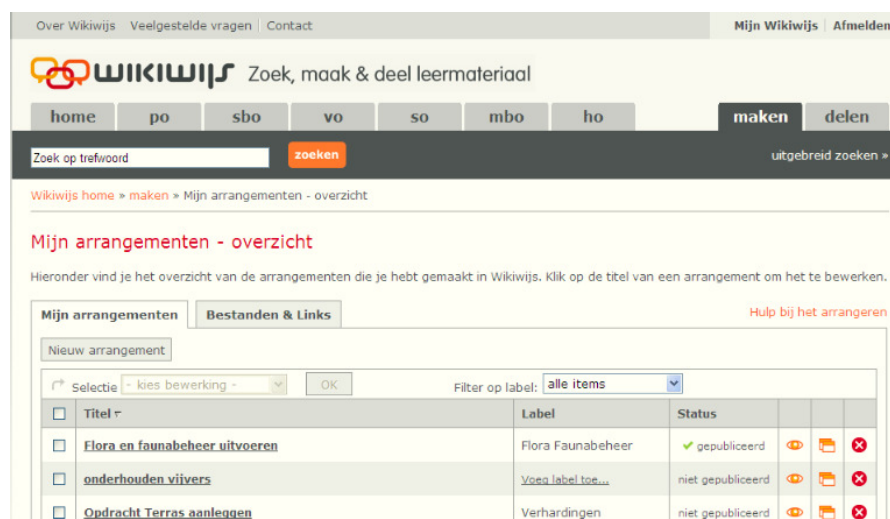 Over Wikiwijs Veelgestelde vragen Contact Mijn Wikiwijs Afmelden
wikiwijs Zoek, maak & deel leermateriaal
home po sbo vo so mbo ho maken delen
Zoek op trefwoord zoeken uitgebreid zoeken »
Wikiwijs home » maken » Mijn arrangementen - overzicht
Mijn arrangementen - overzicht
Hieronder vind je het overzicht van de arrangementen die je hebt gemaakt in Wikiwijs. Klik op de titel van een arrangement om het te bewerken.
Mijn arrangementen Bestanden & Links Hulp bij het arrangeren
Nieuw arrangement
Selectie - kies bewerking - OK Filter op label: alle items
Titel Label Status
Flora en faunabeheer uitvoeren Flora Faunabeheer gepubliceerd
onderhouden vijvers Voeg label toe... niet gepubliceerd
Opdracht Terras aanleggen Verhardingen niet gepubliceerd